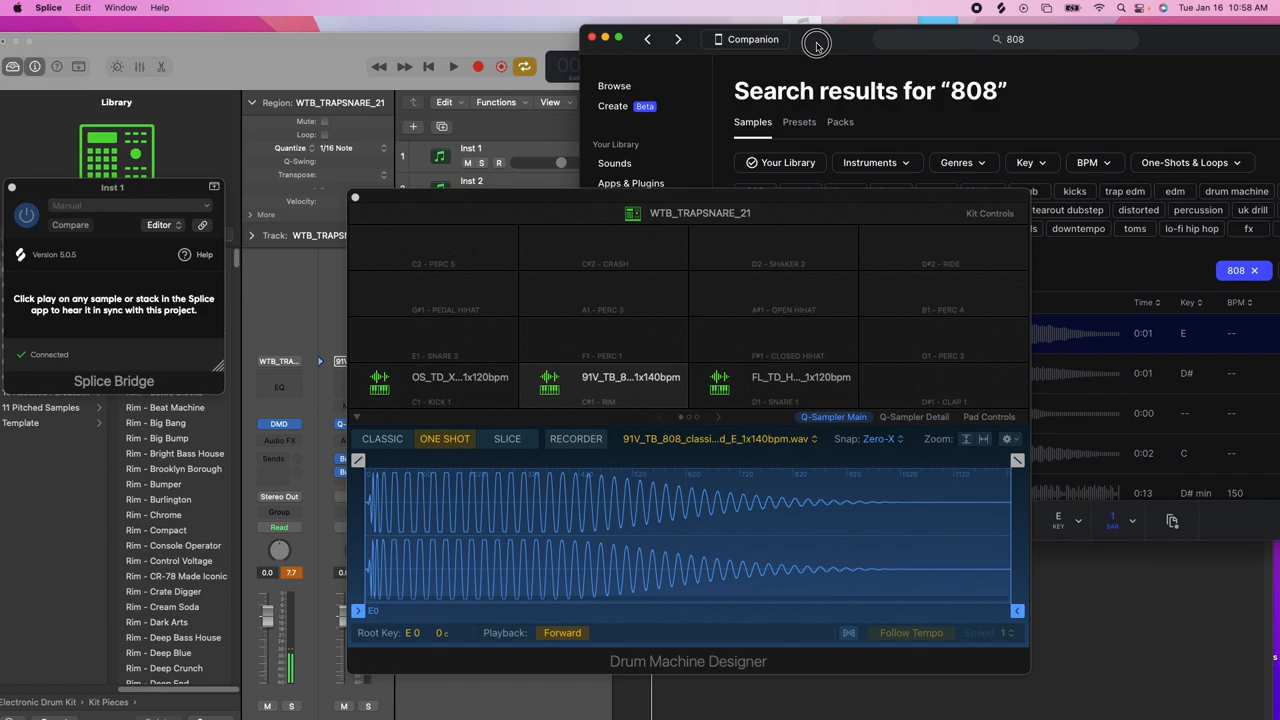 Splice Edit Window Help Tue Jan 16 10:58 AM
Companion 808
Browse
Create Beta
Your Library
Sounds
Apps & Plugins
Search results for “808”
Samples Presets Packs
Your Library Instruments Genres Key BPM One-Shots & Loops
kicks trap edm edm drum machine
tearout dubstep distorted percussion uk drill
downtempo toms lo-fi hip hop fx
808 ×
Time Key BPM
0:01 E --
0:01 D# --
0:00 -- --
0:02 C --
0:13 D# min 150
E KEY 1 BAR
Library
Region: WTB_TRAPSNARE_21
Mute:
Loop:
Quantize 1/16 Note
Q-Swing:
Transpose:
Velocity:
More
Track: WTB_TRAPSN
Edit Functions View
1 Inst 1
M S R
Inst 2
Inst 1
Manual
Compare Editor
Version 5.0.5 Help
Click play on any sample or stack in the Splice
app to hear it in sync with this project.
Connected
Splice Bridge
11 Pitched Samples
Template
Rim - Beat Machine
Rim - Big Bang
Rim - Big Bump
Rim - Bright Bass House
Rim - Brooklyn Borough
Rim - Bumper
Rim - Burlington
Rim - Chrome
Rim - Compact
Rim - Console Operator
Rim - Control Voltage
Rim - CR-78 Made Iconic
Rim - Crate Digger
Rim - Cream Soda
Rim - Dark Arts
Rim - Deep Bass House
Rim - Deep Blue
Rim - Deep Crunch
Rim - Deep End
Electronic Drum Kit › Kit Pieces ›
WTB_TRA...
EQ
DMD
Audio FX
Sends
Stereo Out
Group
Read
0.0 7.7
M S M S
WTB_TRAPSNARE_21 Kit Controls
C2 - PERC 5 C#2 - CRASH D2 - SHAKER 2 D#2 - RIDE
G#1 - PEDAL HIHAT A1 - PERC 3 A#1 - OPEN HIHAT B1 - PERC 4
E1 - SNARE 2 F1 - PERC 1 F#1 - CLOSED HIHAT G1 - PERC 2
OS_TD_X...1x120bpm 91V_TB_8...1x140bpm FL_TD_H..._1x120bpm
C1 - KICK 1 C#1 - RIM D1 - SNARE 1 D#1 - CLAP 1
Q-Sampler Main Q-Sampler Detail Pad Controls
CLASSIC ONE SHOT SLICE RECORDER 91V_TB_808_classi...d_E_1x140bpm.wav Snap: Zero-X Zoom:
E0
Root Key: E 0 0 c Playback: Forward Follow Tempo Speed 1
Drum Machine Designer